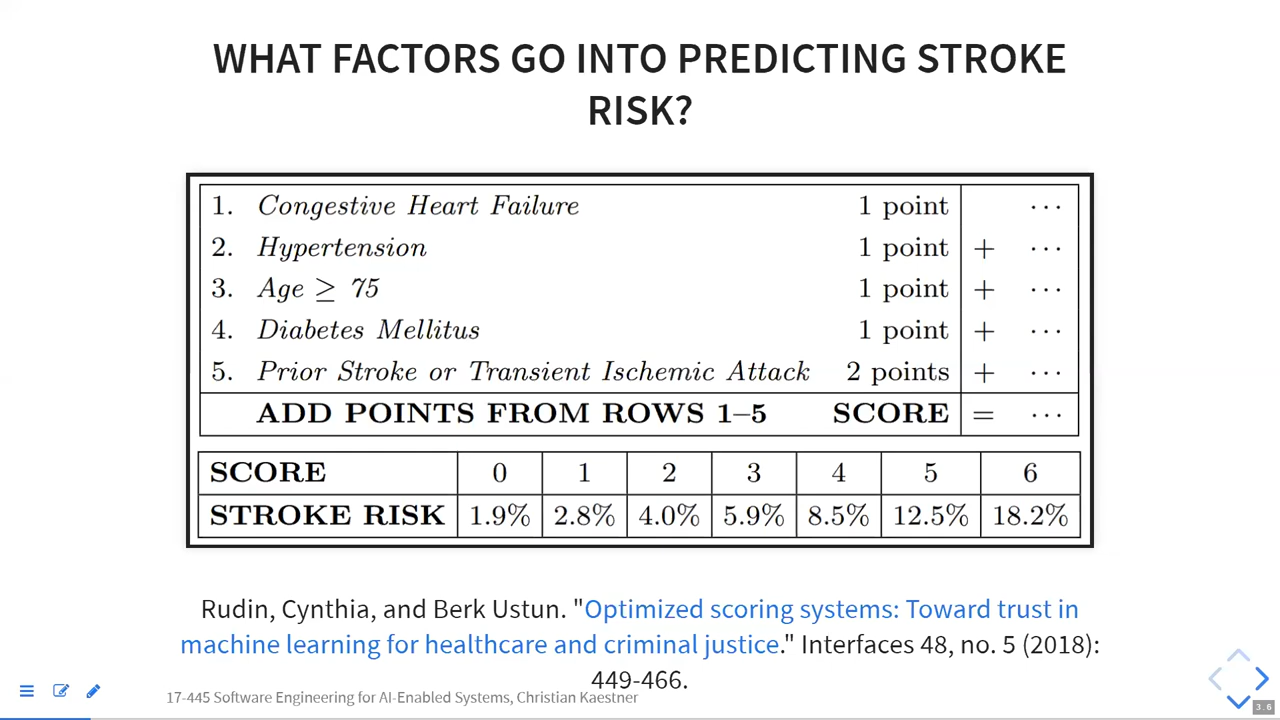 WHAT FACTORS GO INTO PREDICTING STROKE
RISK?
1. Congestive Heart Failure 1 point ···
2. Hypertension 1 point + ···
3. Age ≥ 75 1 point + ···
4. Diabetes Mellitus 1 point + ···
5. Prior Stroke or Transient Ischemic Attack 2 points + ···
ADD POINTS FROM ROWS 1–5 SCORE = ···
SCORE 0 1 2 3 4 5 6
STROKE RISK 1.9% 2.8% 4.0% 5.9% 8.5% 12.5% 18.2%
Rudin, Cynthia, and Berk Ustun. "Optimized scoring systems: Toward trust in
machine learning for healthcare and criminal justice." Interfaces 48, no. 5 (2018):
449-466.
17-445 Software Engineering for AI-Enabled Systems, Christian Kaestner
3.6